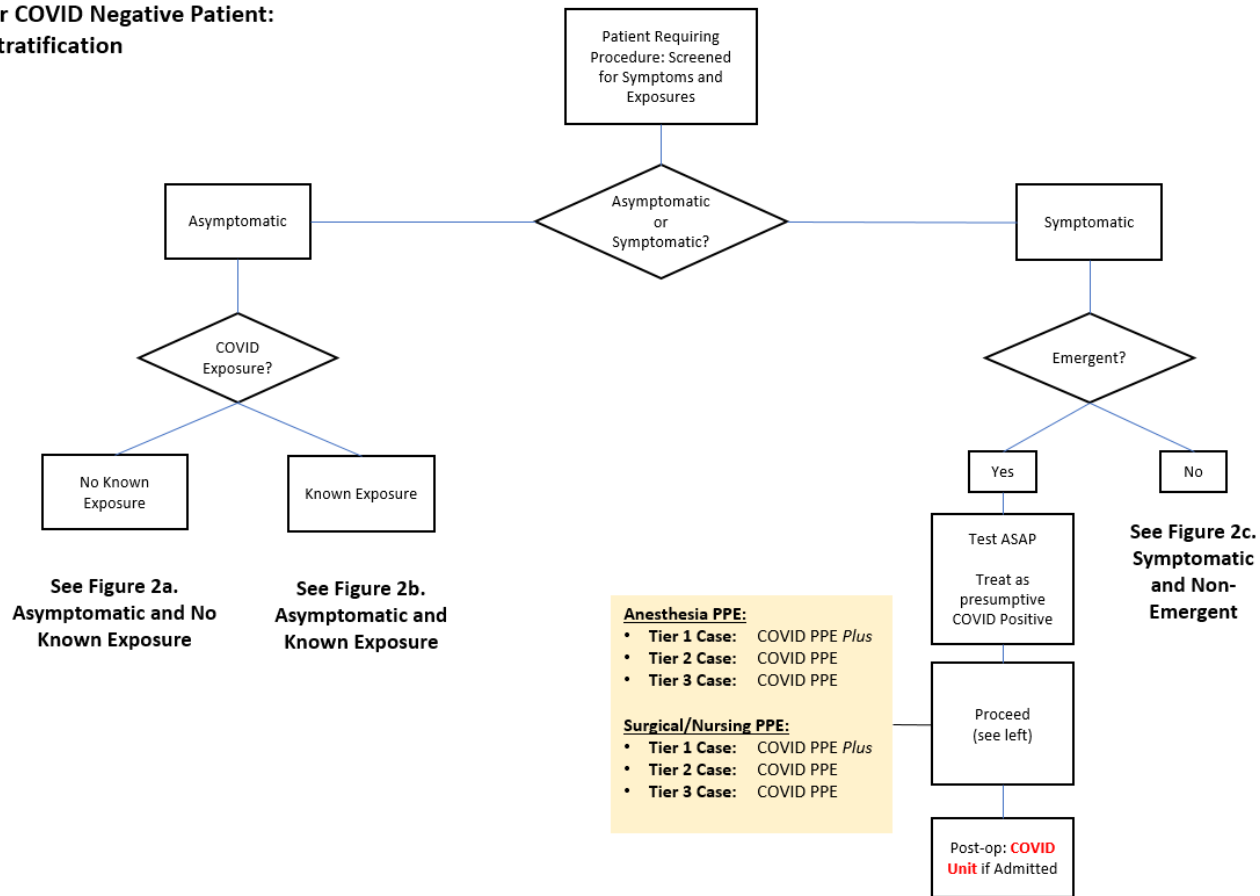 r COVID Negative Patient:
tratification
Patient Requiring
Procedure: Screened
for Symptoms and
Exposures
Asymptomatic
or
Symptomatic?
Asymptomatic
Symptomatic
COVID
Exposure?
Emergent?
No Known
Exposure
Known Exposure
Yes
No
See Figure 2a.
Asymptomatic and No
Known Exposure
See Figure 2b.
Asymptomatic and
Known Exposure
Test ASAP
Treat as
presumptive
COVID Positive
See Figure 2c.
Symptomatic
and Non-
Emergent
Anesthesia PPE:
• Tier 1 Case: COVID PPE Plus
• Tier 2 Case: COVID PPE
• Tier 3 Case: COVID PPE
Surgical/Nursing PPE:
• Tier 1 Case: COVID PPE Plus
• Tier 2 Case: COVID PPE
• Tier 3 Case: COVID PPE
Proceed
(see left)
Post-op: COVID
Unit if Admitted